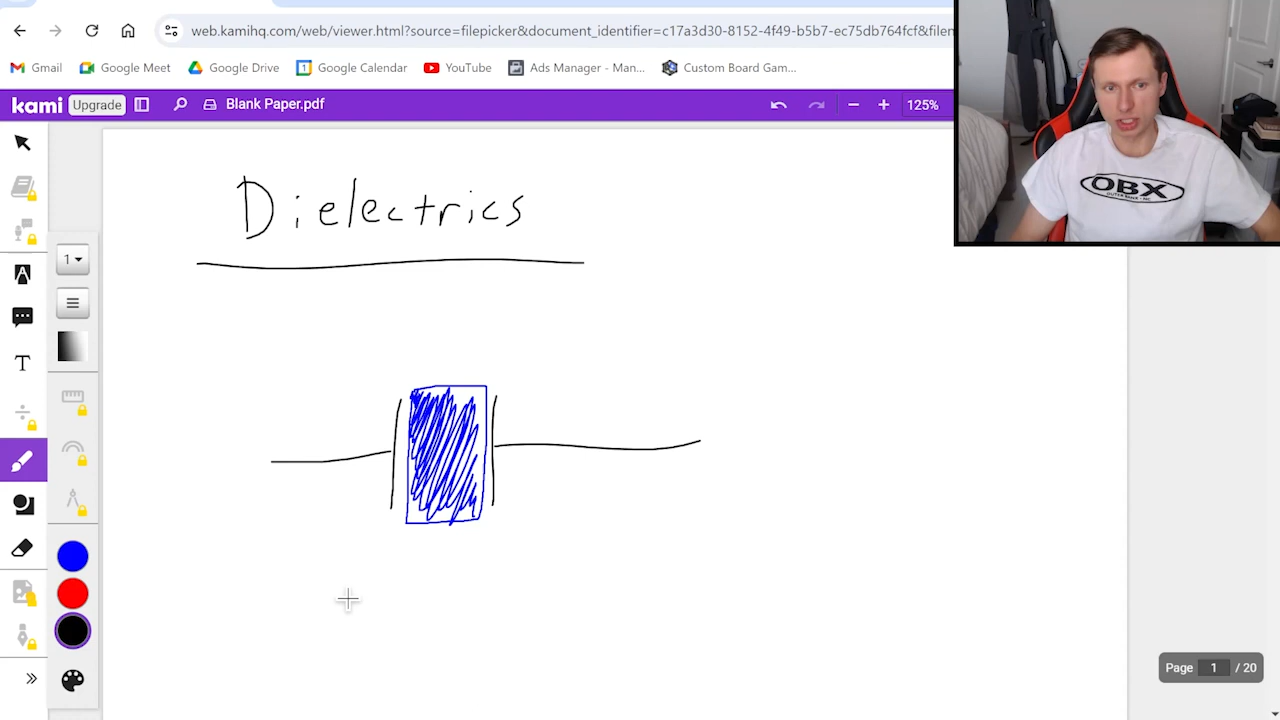 web.kamihq.com/web/viewer.html?source=filepicker&document_identifier=c17a3d30-8152-4f49-b5b7-ec75db764fcf&filen
Gmail Google Meet Google Drive 1 Google Calendar YouTube Ads Manager - Man... Custom Board Gam...
kami Upgrade Blank Paper.pdf 125%
OBX
Dielectrics
1
A
T
Page 1 / 20